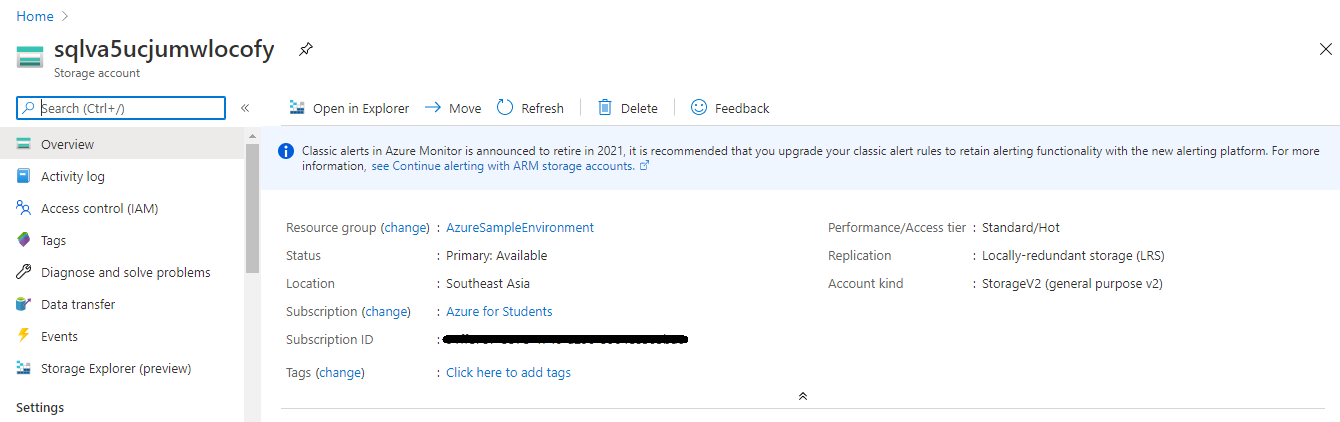 Home
sqlva5ucjumwlocofy
Storage account
Search (Ctrl+/)
Open in Explorer
Move
Refresh
Delete
Feedback
Overview
Activity log
Access control (IAM)
Tags
Diagnose and solve problems
Data transfer
Events
Storage Explorer (preview)
Settings
Classic alerts in Azure Monitor is announced to retire in 2021, it is recommended that you upgrade your classic alert rules to retain alerting functionality with the new alerting platform. For more
information, see Continue alerting with ARM storage accounts.
Resource group (change) : AzureSampleEnvironment
Status : Primary: Available
Location : Southeast Asia
Subscription (change) : Azure for Students
Subscription ID :
Tags (change) : Click here to add tags
Performance/Access tier : Standard/Hot
Replication : Locally-redundant storage (LRS)
Account kind : StorageV2 (general purpose v2)